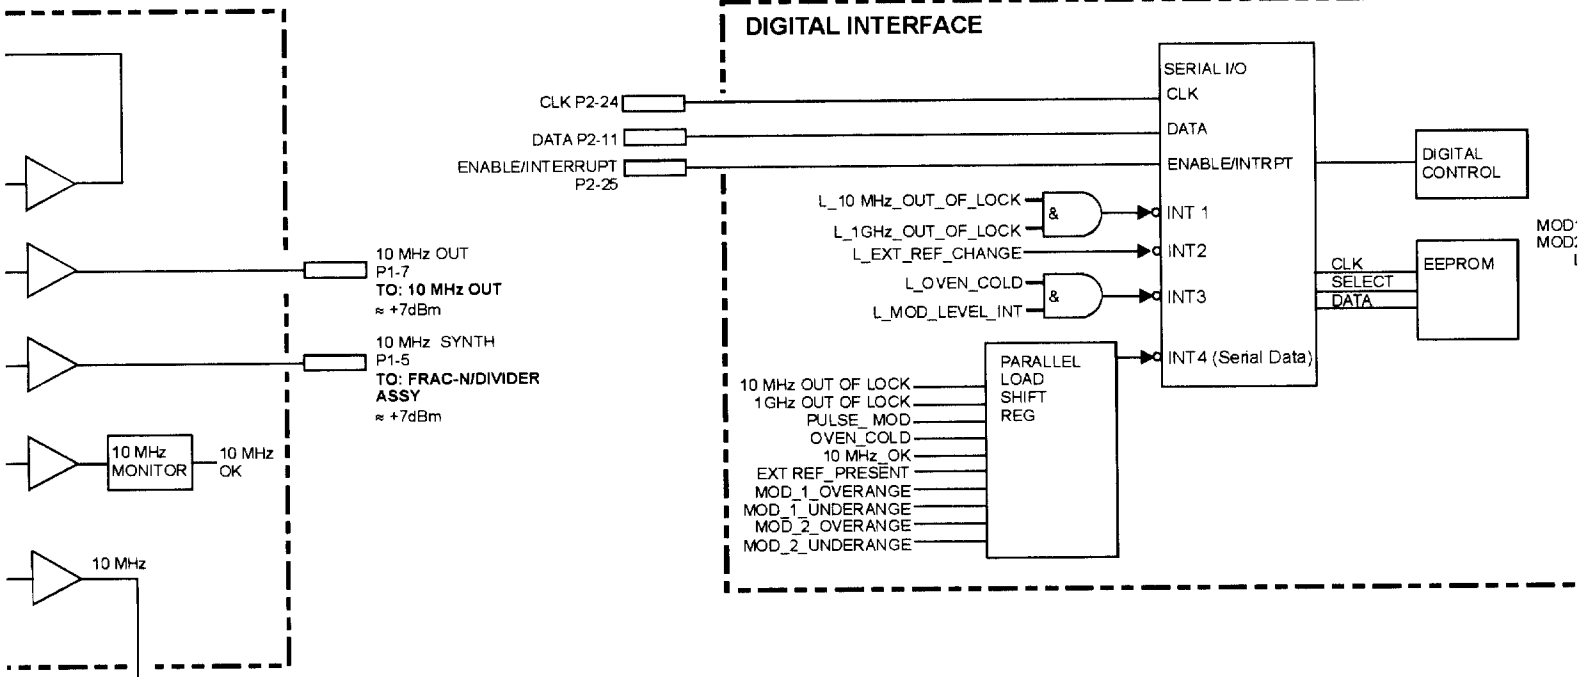 DIGITAL INTERFACE
SERIAL I/O
CLK P2-24
CLK
DATA P2-11
DATA
ENABLE/INTERRUPT
P2-25
ENABLE/INTRPT
DIGITAL
CONTROL
L_10 MHz_OUT_OF_LOCK
&
INT 1
L_1GHz_OUT_OF_LOCK
L_EXT_REF_CHANGE
INT2
L_OVEN_COLD
&
INT3
L_MOD_LEVEL_INT
CLK
SELECT
DATA
EEPROM
MOD1
MOD2
L
10 MHz OUT
P1-7
TO: 10 MHz OUT
≈ +7dBm
10 MHz SYNTH
P1-5
TO: FRAC-N/DIVIDER
ASSY
≈ +7dBm
PARALLEL
LOAD
SHIFT
REG
INT4 (Serial Data)
10 MHz OUT OF LOCK
1GHz OUT OF LOCK
PULSE_ MOD
OVEN_COLD
10 MHz_OK
EXT REF_PRESENT
MOD_1_OVERANGE
MOD_1_UNDERANGE
MOD_2_OVERANGE
MOD_2_UNDERANGE
10 MHz
MONITOR
10 MHz
OK
10 MHz